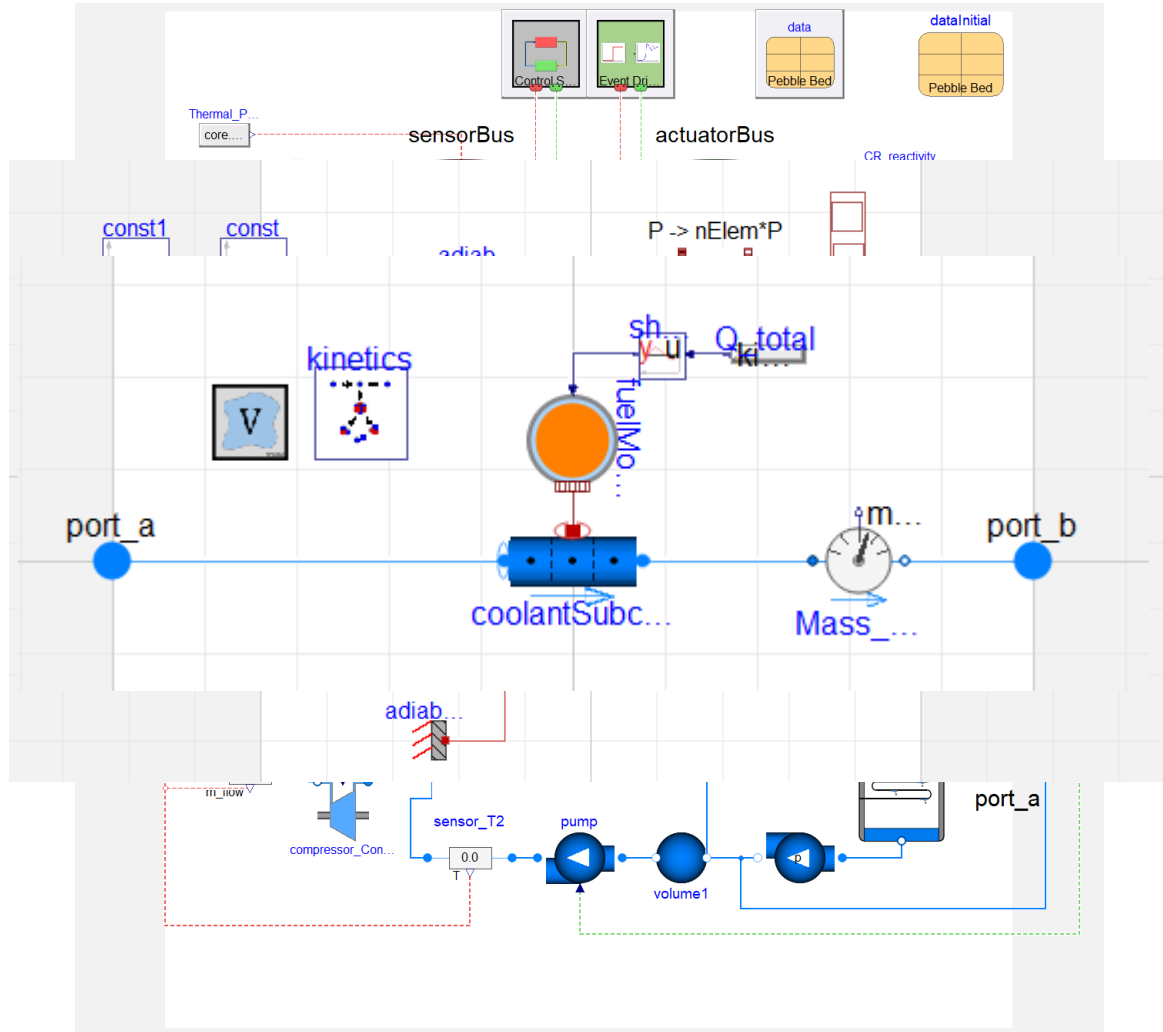 data
dataInitial
Control S...
Event Dri...
Pebble Bed
Pebble Bed
Thermal_P...
core....
sensorBus
actuatorBus
CR_reactivity
const1
const
P -> nElem*P
adiab
sh...
Q_total
y u
ki...
kinetics
fuelMo...
V
port_a
m...
port_b
coolantSubc...
Mass_...
adiab...
m_flow
port_a
sensor_T2
pump
compressor_Con...
0.0
p
T
volume1